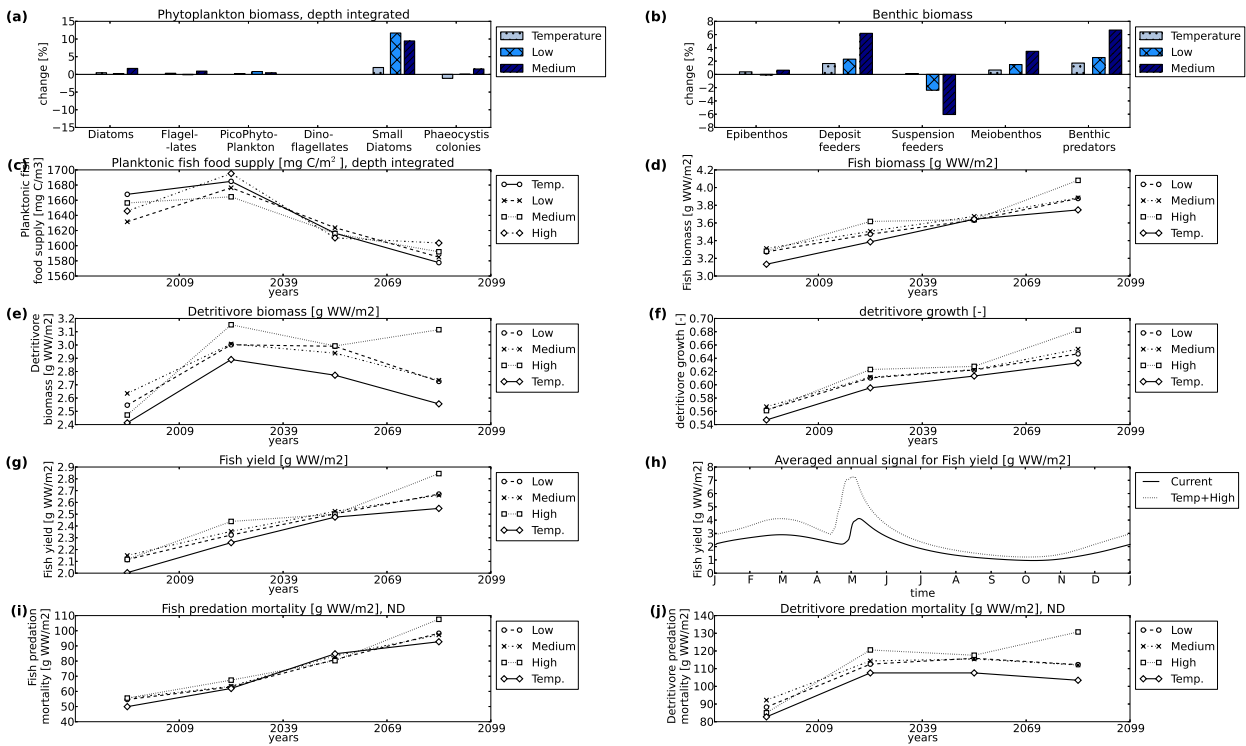 (a)
Phytoplankton biomass, depth integrated
change [%]
15
10
5
0
−5
−10
−15
Diatoms
Flagel-
-lates
PicoPhyto-
Plankton
Dino-
flagellates
Small
Diatoms
Phaeocystis
colonies
Temperature
Low
Medium
(b)
Benthic biomass
change [%]
8
6
4
2
0
−2
−4
−6
−8
Epibenthos
Deposit
feeders
Suspension
feeders
Meiobenthos
Benthic
predators
Temperature
Low
Medium
(c)
Planktonic fish food supply [mg C/m2 ], depth integrated
Planktonic fish
food supply [mg C/m3]
1700
1680
1660
1640
1620
1600
1580
1560
2009
2039
2069
2099
years
Temp.
Low
Medium
High
(d)
Fish biomass [g WW/m2]
Fish biomass [g WW/m2]
4.2
4.0
3.8
3.6
3.4
3.2
3.0
2009
2039
2069
2099
years
Low
Medium
High
Temp.
(e)
Detritivore biomass [g WW/m2]
Detritivore
biomass [g WW/m2]
3.2
3.1
3.0
2.9
2.8
2.7
2.6
2.5
2.4
2009
2039
2069
2099
years
Low
Medium
High
Temp.
(f)
detritivore growth [-]
detritivore growth [-]
0.70
0.68
0.64
0.62
0.60
0.56
0.54
2009
2039
2069
2099
years
Low
Medium
High
Temp.
(g)
Fish yield [g WW/m2]
Fish yield [g WW/m2]
2.9
2.8
2.7
2.6
2.5
2.4
2.3
2.2
2.1
2.0
2009
2039
2069
2099
years
Low
Medium
High
Temp.
(h)
Averaged annual signal for Fish yield [g WW/m2]
Fish yield [g WW/m2]
8
7
6
5
4
3
2
1
0
J F M A M J J A S O N D J
time
Current
Temp+High
(i)
Fish predation mortality [g WW/m2], ND
Fish predation
mortality [g WW/m2]
110
100
90
80
70
60
50
40
2009
2039
2069
2099
years
Low
Medium
High
Temp.
(j)
Detritivore predation mortality [g WW/m2], ND
Detritivore predation
mortality [g WW/m2]
140
130
120
110
100
90
80
2009
2039
2069
2099
years
Low
Medium
High
Temp.